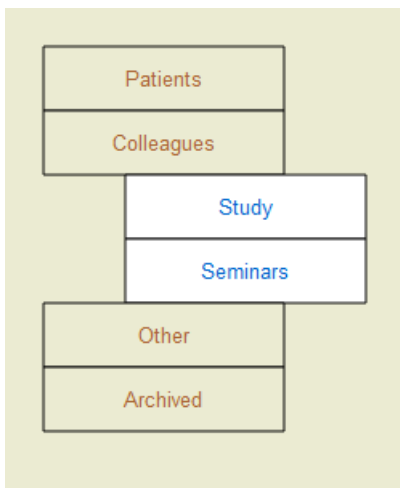 Patients
Colleagues
Study
Seminars
Other
Archived